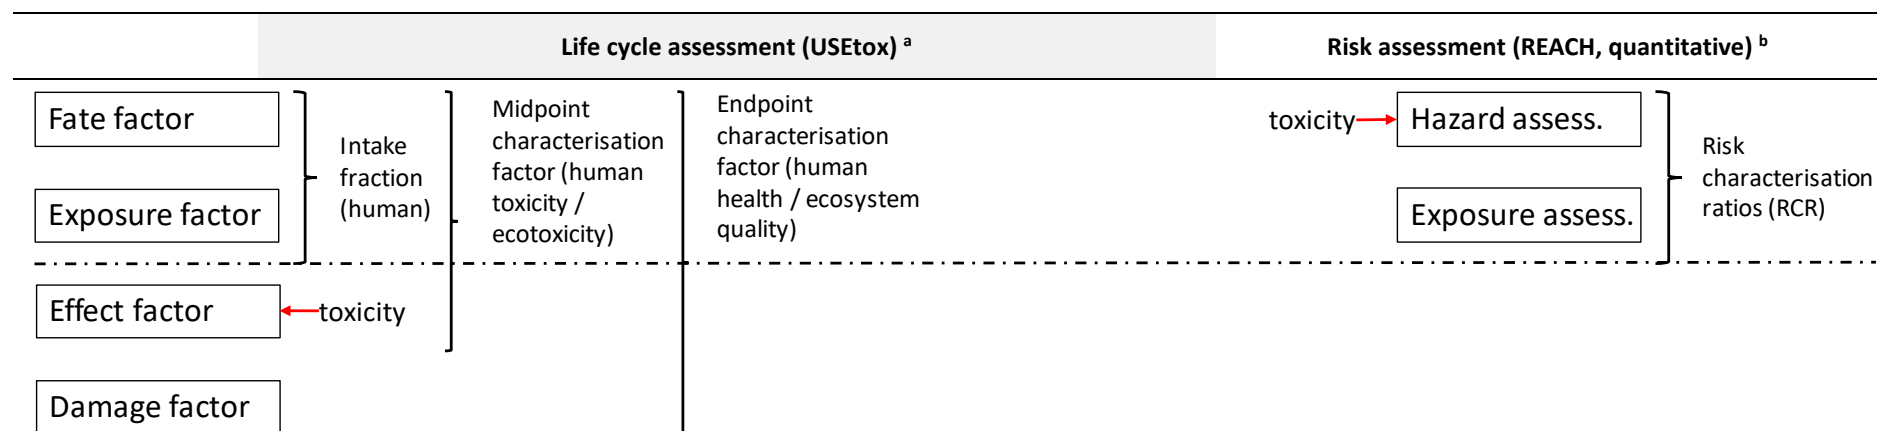 Life cycle assessment (USEtox) a
Risk assessment (REACH, quantitative) b
Fate factor
Exposure factor
Effect factor
Damage factor
toxicity
Intake
fraction
(human)
Midpoint
characterisation
factor (human
toxicity /
ecotoxicity)
Endpoint
characterisation
factor (human
health / ecosystem
quality)
toxicity
Hazard assess.
Exposure assess.
Risk
characterisation
ratios (RCR)